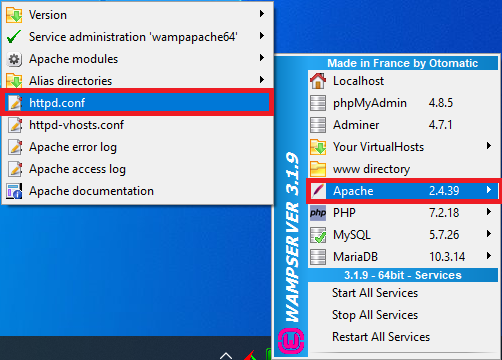 Version
Service administration 'wampapache64'
Apache modules
Alias directories
httpd.conf
httpd-vhosts.conf
Apache error log
Apache access log
Apache documentation
Made in France by Otomatic
Localhost
phpMyAdmin 4.8.5
Adminer 4.7.1
Your VirtualHosts
www directory
Apache 2.4.39
php PHP 7.2.18
MySQL 5.7.26
MariaDB 10.3.14
3.1.9 - 64bit - Services
Start All Services
Stop All Services
Restart All Services
WAMPSERVER 3.1.9